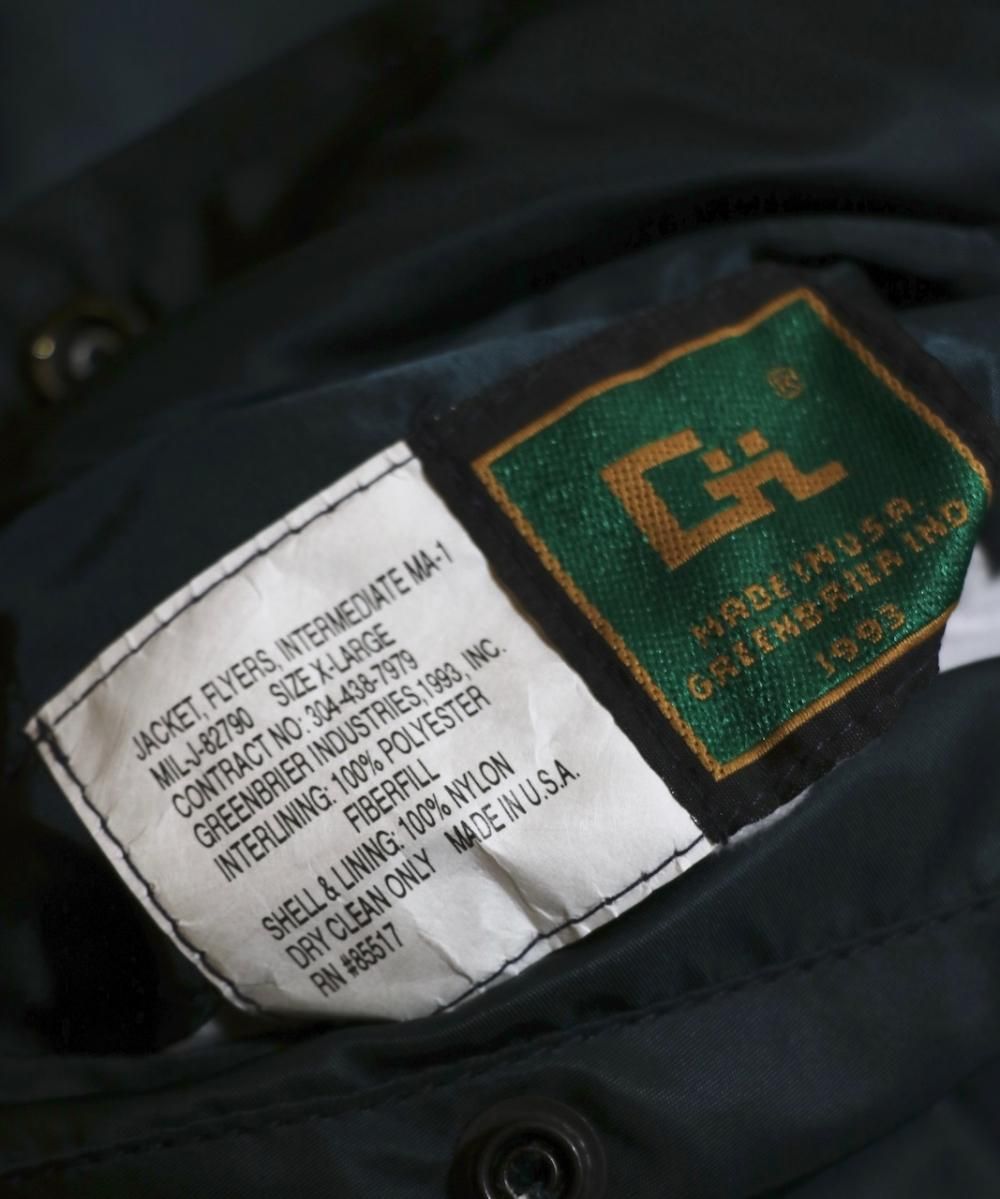 JACKET, FLYERS, INTERMEDIATE MA-1
MIL-J-82790 SIZE X-LARGE
CONTRACT NO: 304-438-7979
GREENBRIER INDUSTRIES,1993, INC.
INTERLINING: 100% POLYESTER
FIBERFILL
SHELL & LINING: 100% NYLON
DRY CLEAN ONLY MADE IN U.S.A.
RN #85517
®
MADE IN U.S.A.
GREENBRIER IND
1993